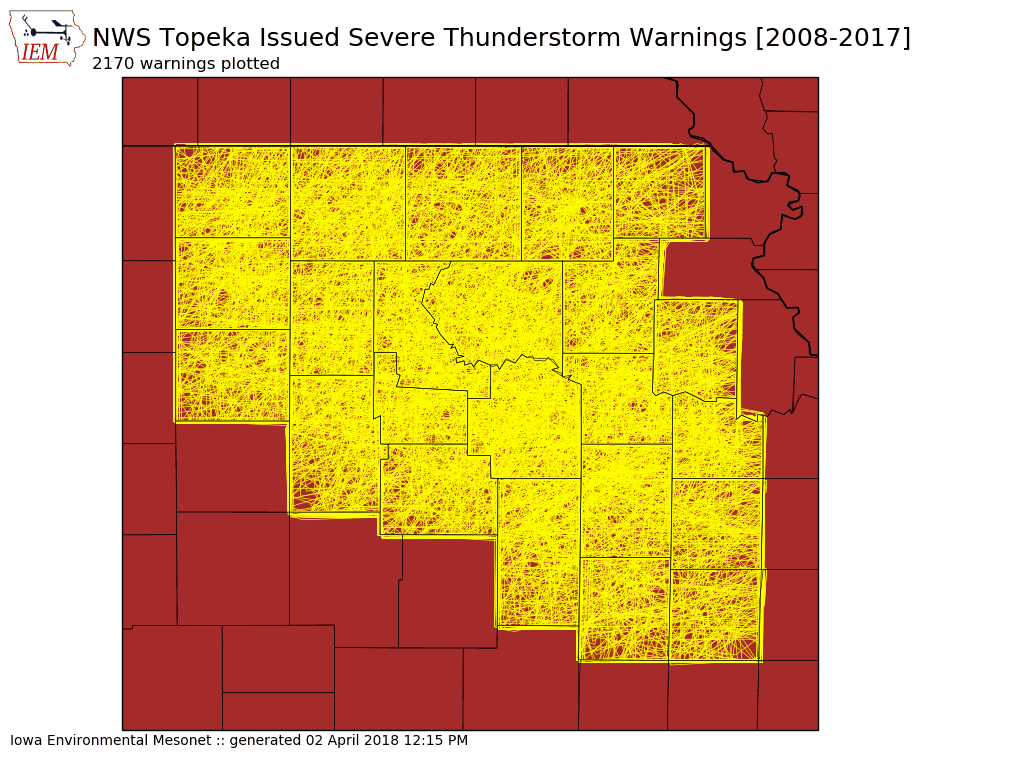 IEM
NWS Topeka Issued Severe Thunderstorm Warnings [2008-2017]
2170 warnings plotted
Iowa Environmental Mesonet :: generated 02 April 2018 12:15 PM